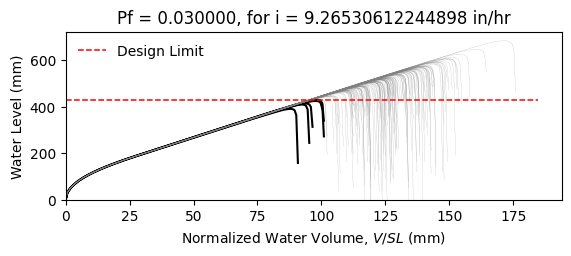 Pf = 0.030000, for i = 9.26530612244898 in/hr
Design Limit
Water Level (mm)
600
400
200
0
0 25 50 75 100 125 150 175
Normalized Water Volume, V/SL (mm)